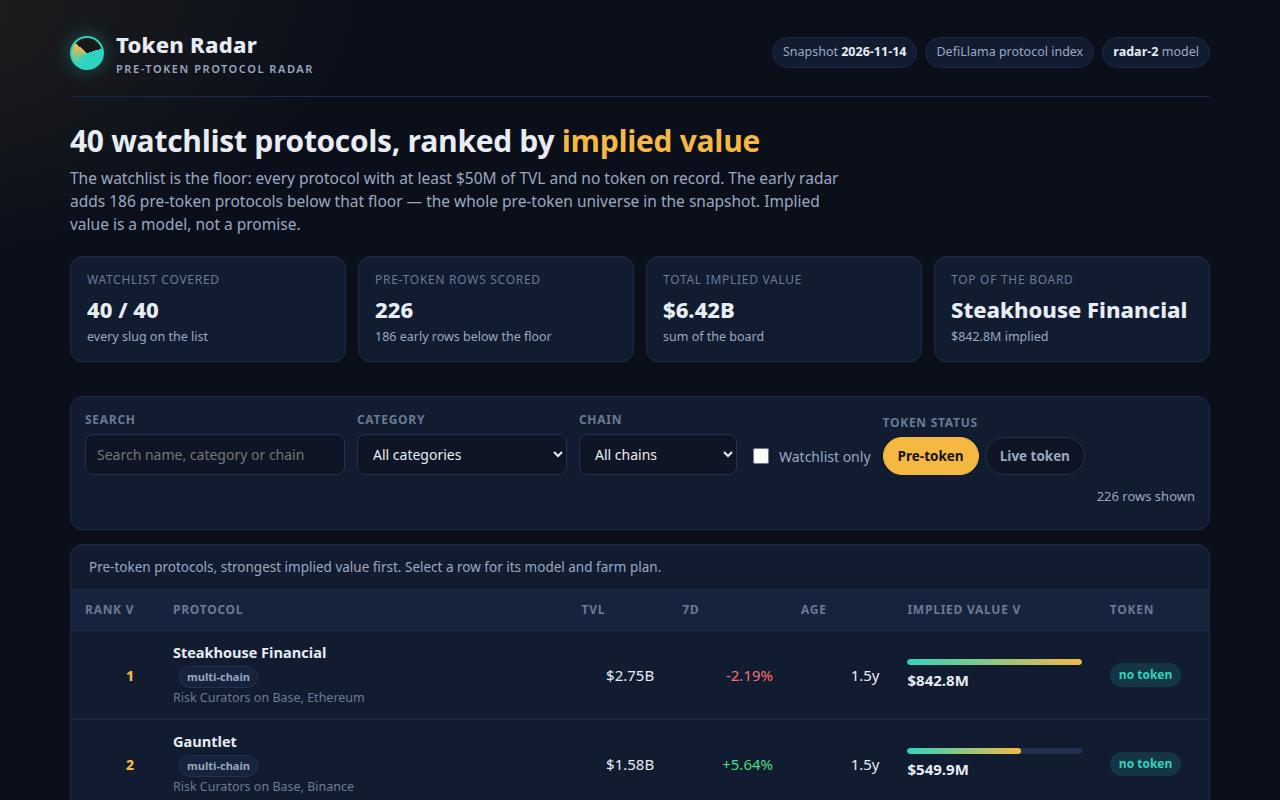 Token Radar
PRE-TOKEN PROTOCOL RADAR
Snapshot 2026-11-14
DefiLlama protocol index
radar-2 model
40 watchlist protocols, ranked by implied value
The watchlist is the floor: every protocol with at least $50M of TVL and no token on record. The early radar
adds 186 pre-token protocols below that floor — the whole pre-token universe in the snapshot. Implied
value is a model, not a promise.
WATCHLIST COVERED
40 / 40
every slug on the list
PRE-TOKEN ROWS SCORED
226
186 early rows below the floor
TOTAL IMPLIED VALUE
$6.42B
sum of the board
TOP OF THE BOARD
Steakhouse Financial
$842.8M implied
SEARCH
Search name, category or chain
CATEGORY
All categories
CHAIN
All chains
Watchlist only
TOKEN STATUS
Pre-token
Live token
226 rows shown
Pre-token protocols, strongest implied value first. Select a row for its model and farm plan.
RANK V PROTOCOL TVL 7D AGE IMPLIED VALUE V TOKEN
Steakhouse Financial
1 multi-chain $2.75B -2.19% 1.5y $842.8M no token
Risk Curators on Base, Ethereum
Gauntlet
2 multi-chain $1.58B +5.64% 1.5y $549.9M no token
Risk Curators on Base, Binance